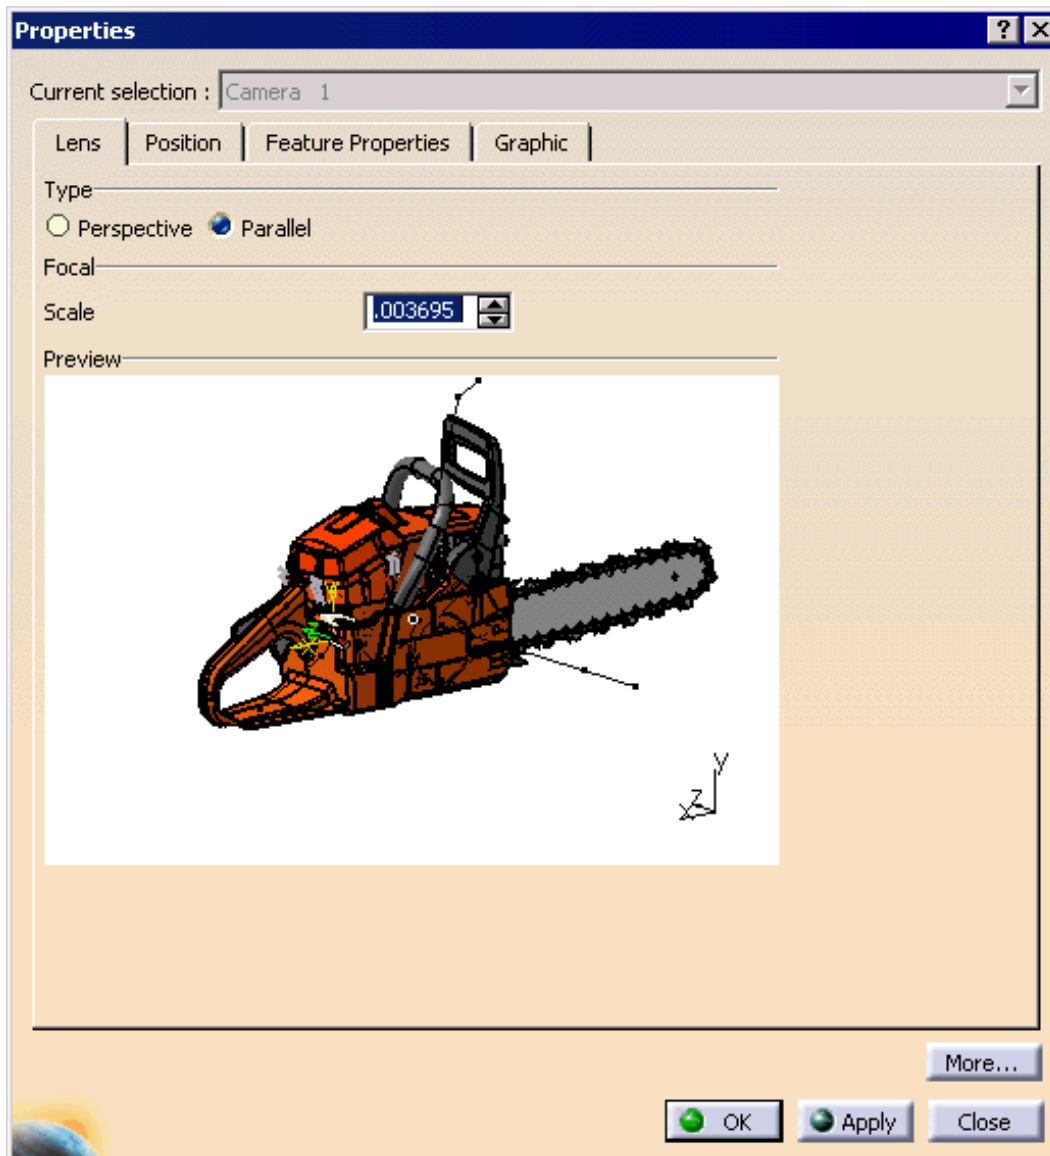 Properties
Current selection : Camera 1
Lens Position Feature Properties Graphic
Type
Perspective Parallel
Focal
Scale .003695
Preview
y
z
x
More...
OK Apply Close